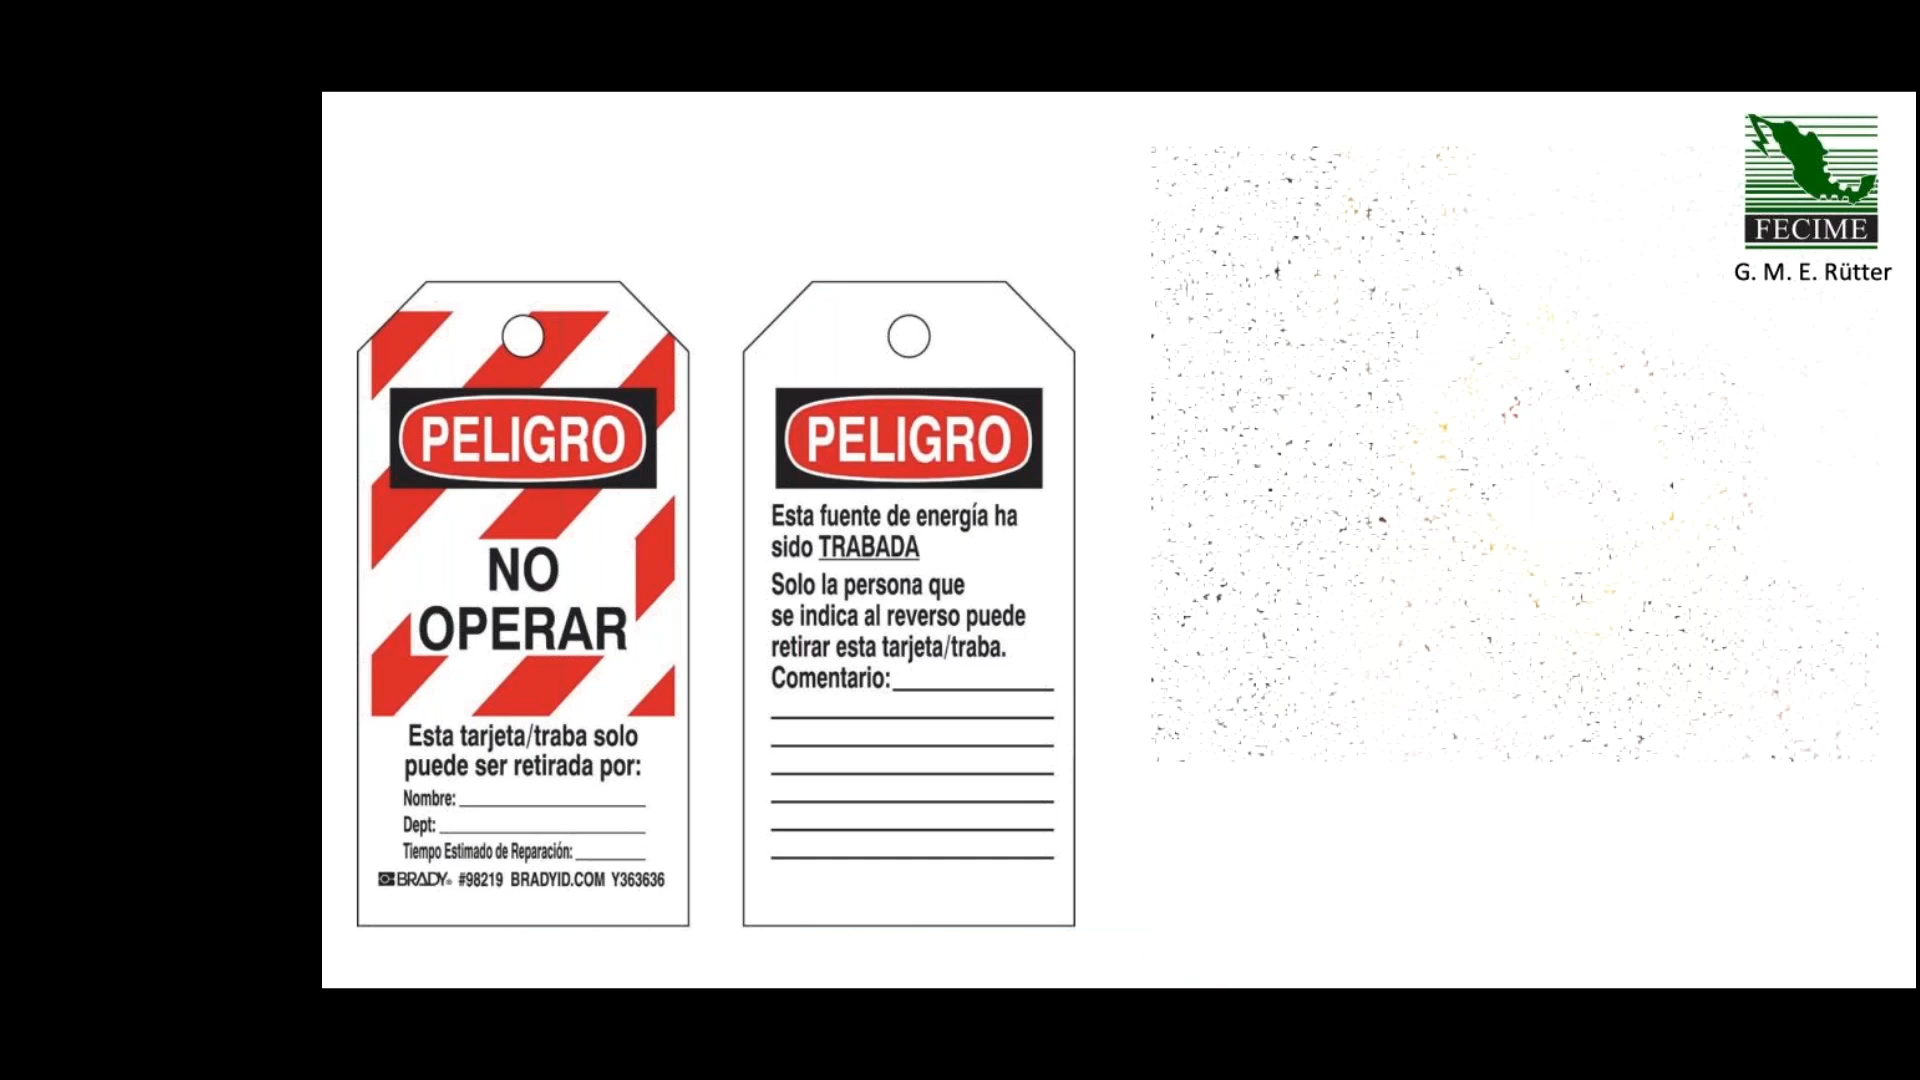 PELIGRO
NO
OPERAR
Esta tarjeta/traba solo
puede ser retirada por:
Nombre:
Dept:
Tiempo Estimado de Reparación:
BRADY® #98219 BRADYID.COM Y363636
PELIGRO
Esta fuente de energía ha
sido TRABADA
Solo la persona que
se indica al reverso puede
retirar esta tarjeta/traba.
Comentario:
FECIME
G. M. E. Rütter